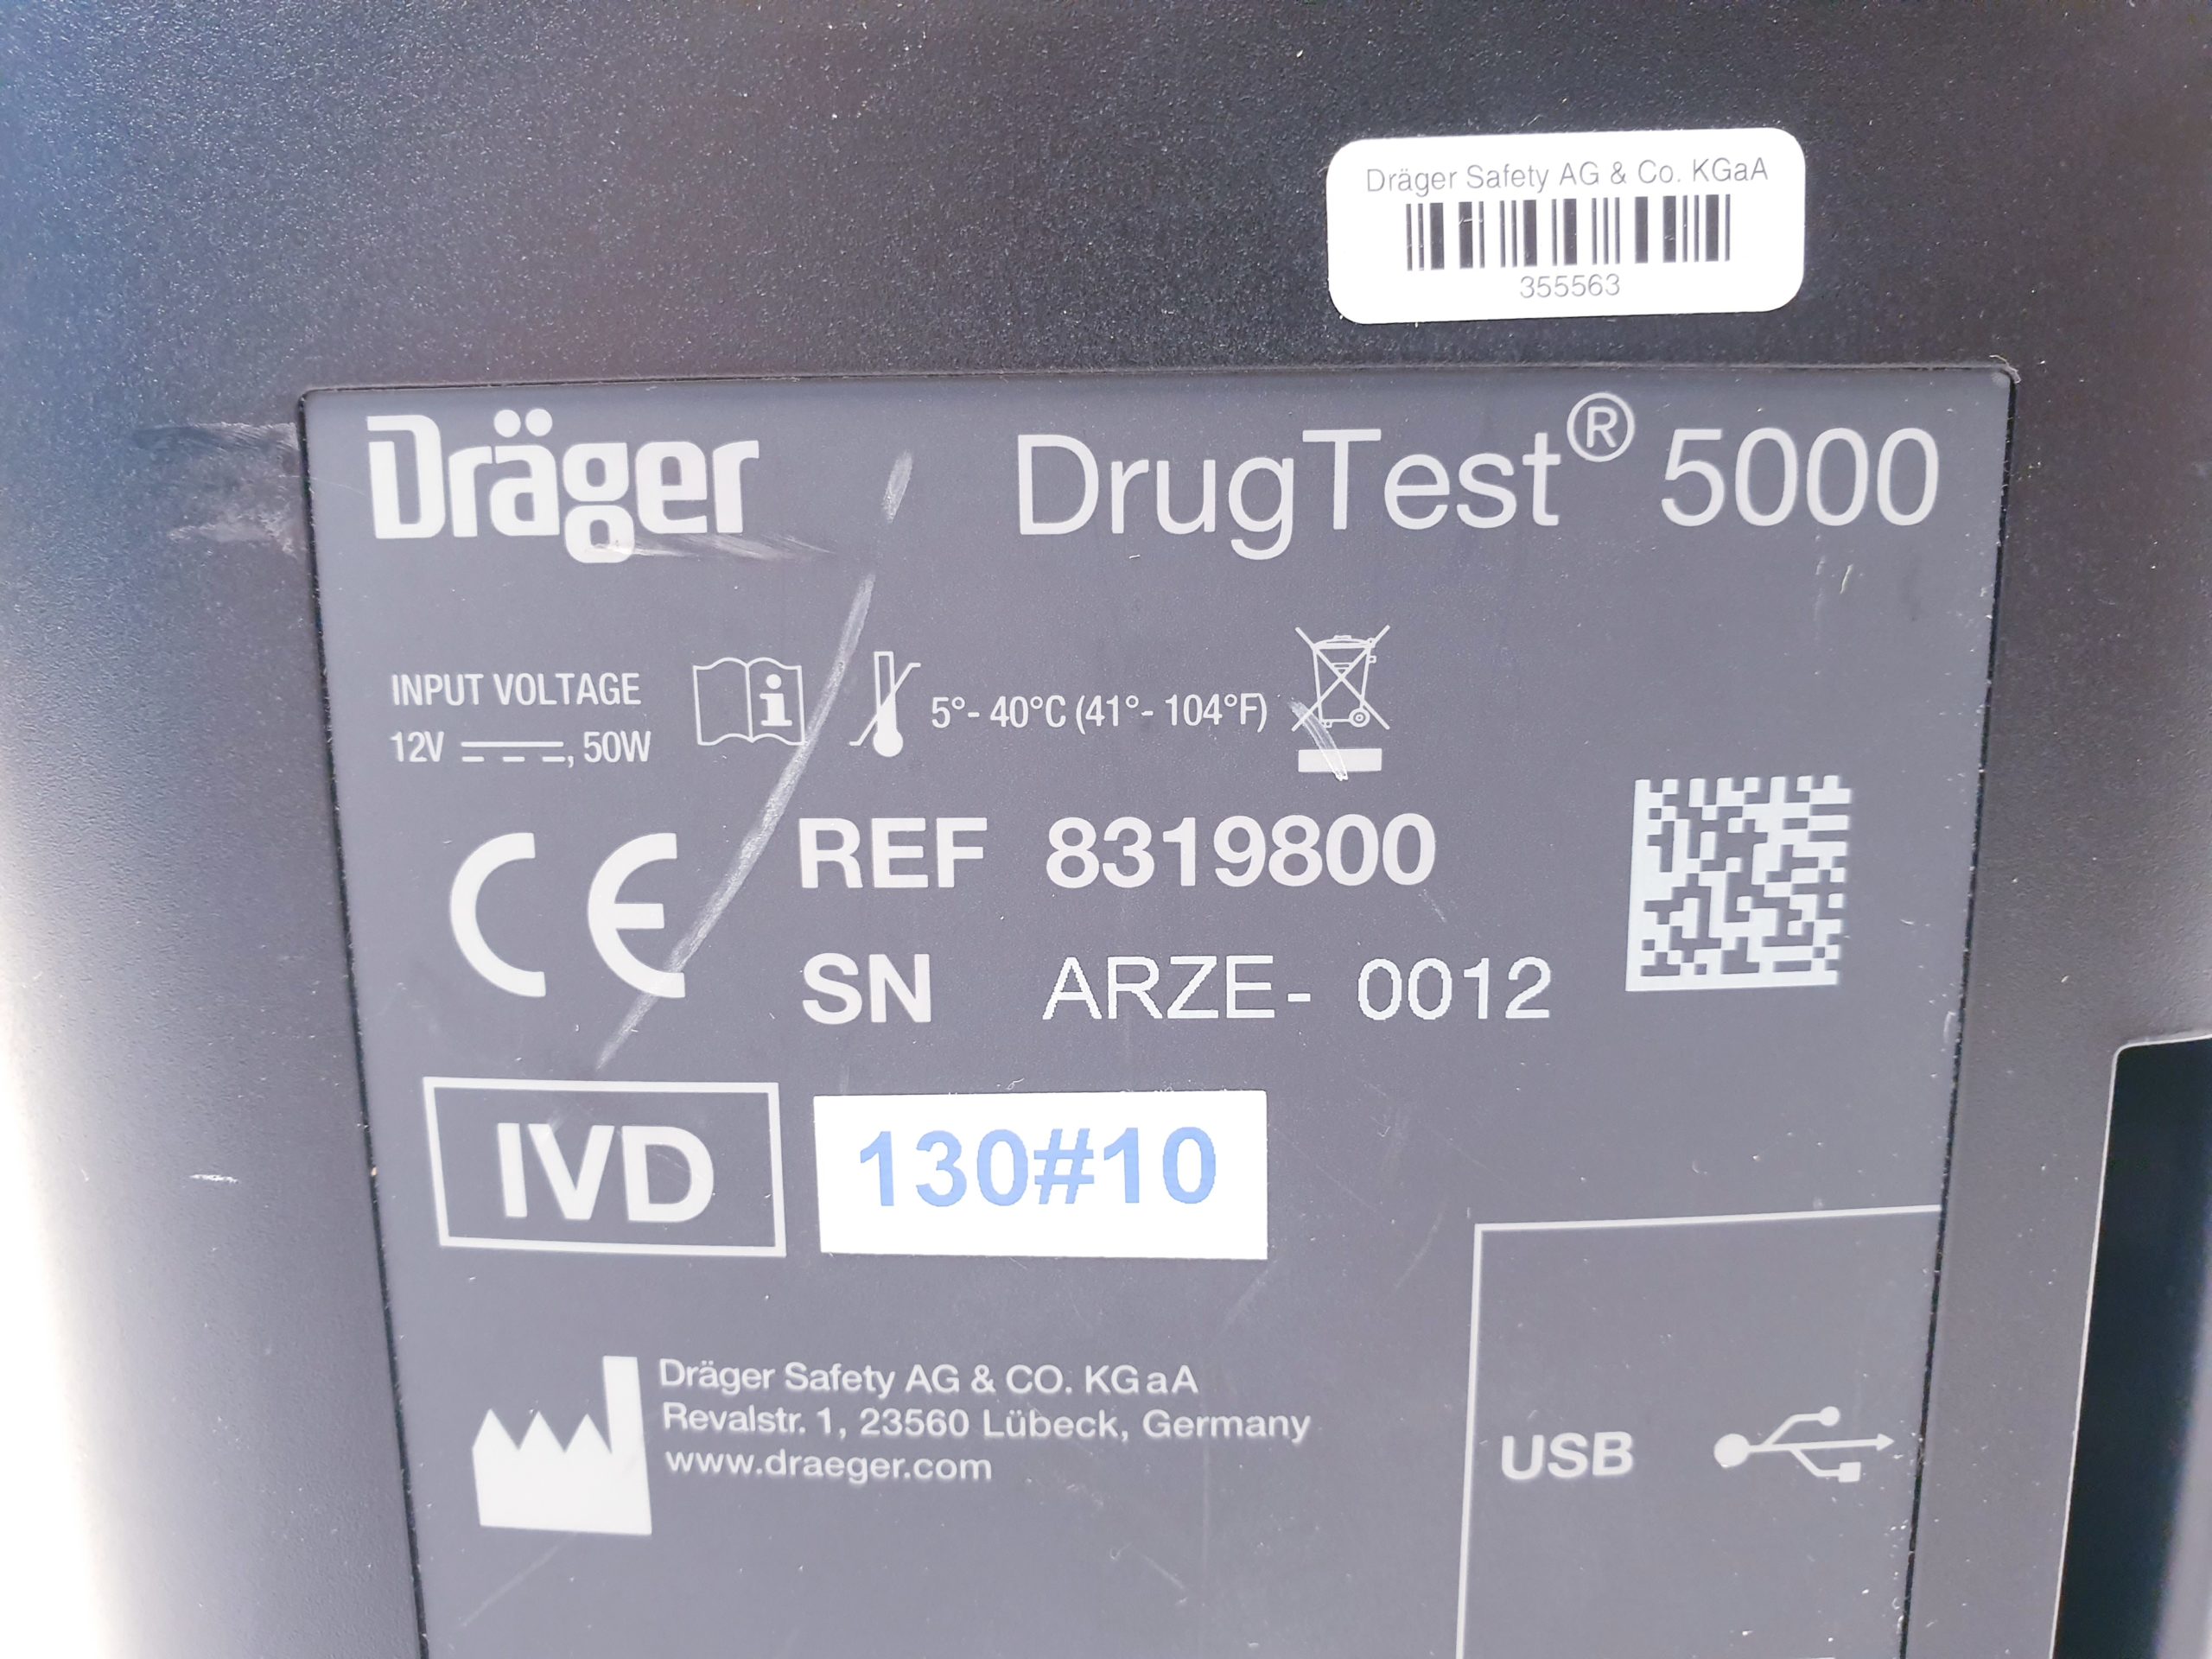 Dräger Safety AG & Co. KGaA
355563
Dräger DrugTest® 5000
INPUT VOLTAGE
12V, 50W
5°- 40°C (41°- 104°F)
CE
REF 8319800
SN ARZE- 0012
IVD
130#10
Dräger Safety AG & CO. KGaA
Revalstr. 1, 23560 Lübeck, Germany
www.draeger.com
USB